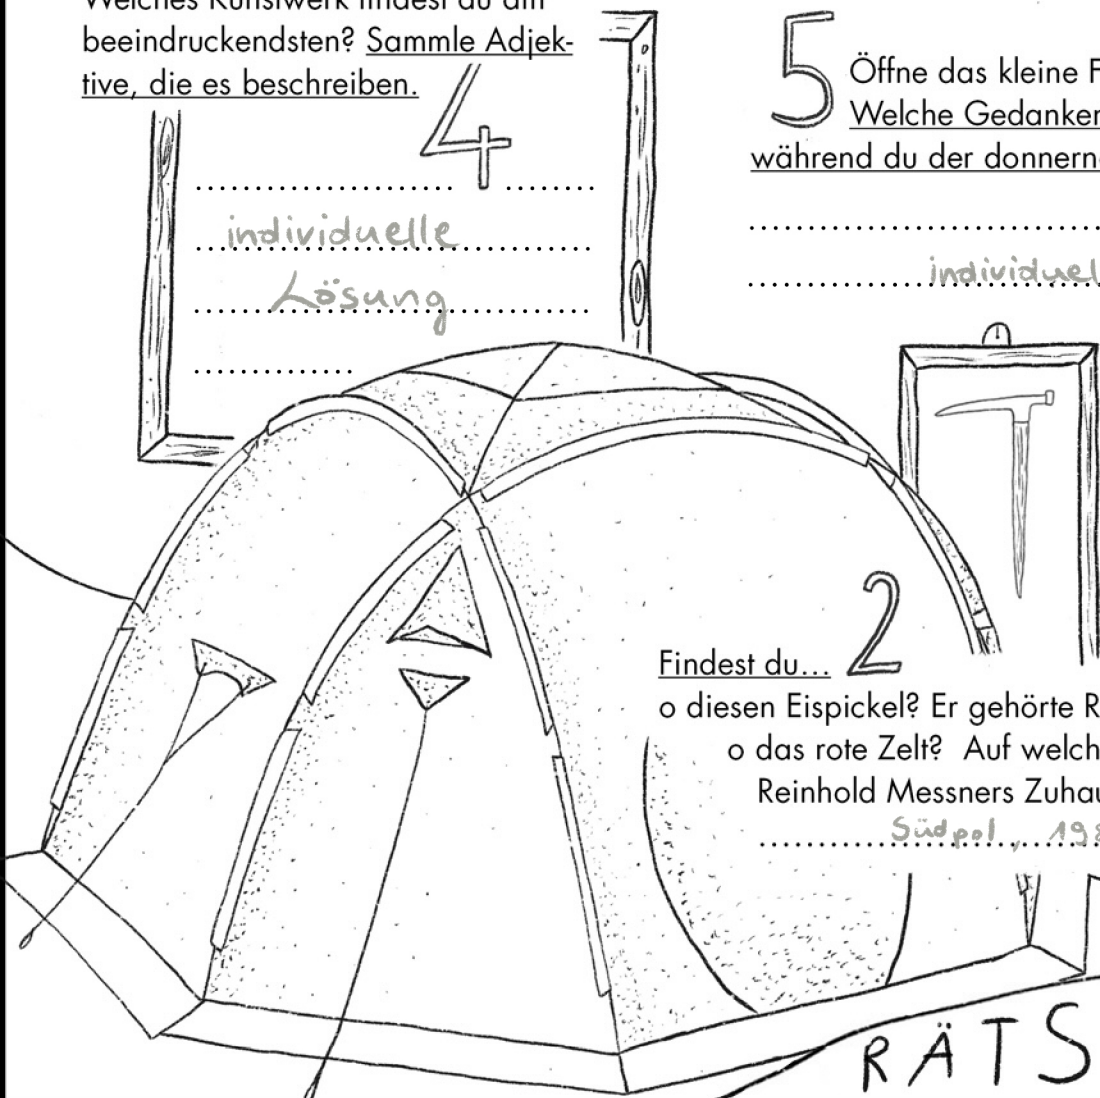 Welches Kunstwerk findest du am
beeindruckendsten? Sammle Adjek-
tive, die es beschreiben.
4
individuelle
Lösung
5
Öffne das kleine F
Welche Gedanken
während du der donnern
individuel
2
Findest du...
o diesen Eispickel? Er gehörte R
o das rote Zelt? Auf welch
Reinhold Messners Zuhau
Südpol, 198
RÄTS